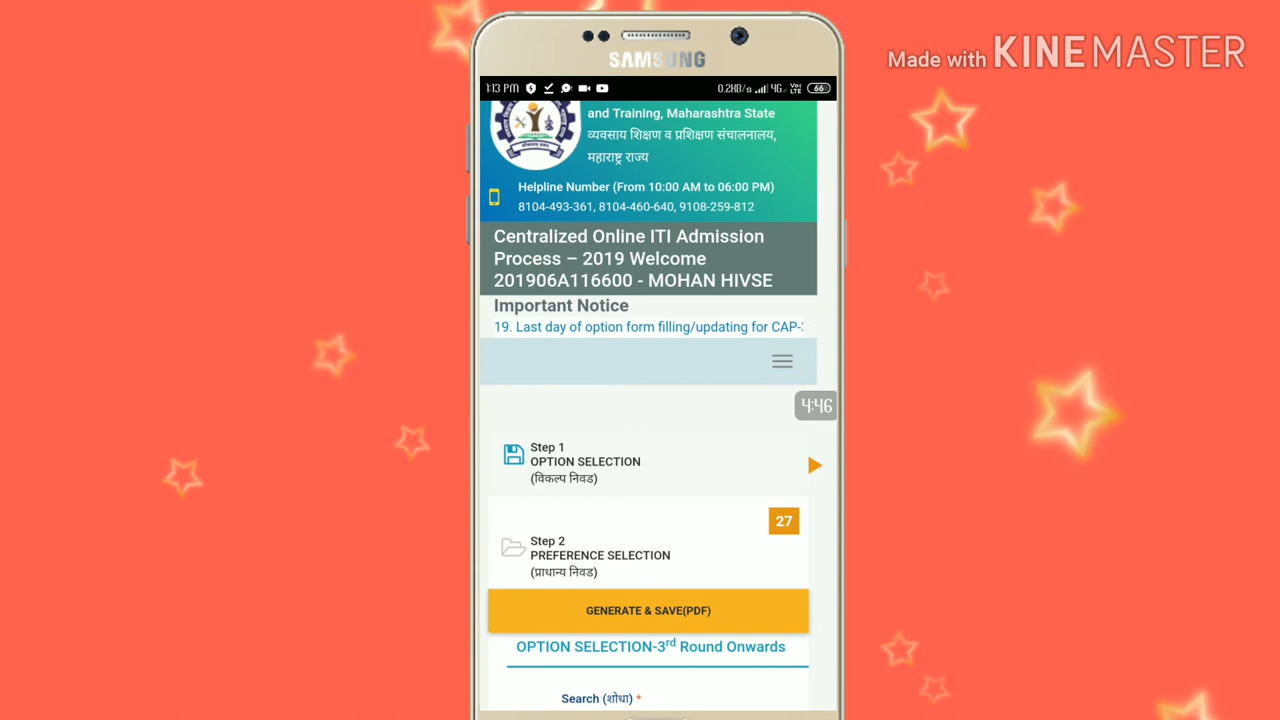 Made with KINEMASTER
SAMSUNG
1:13 PM 0.2KB/s 4G VoLTE 66
and Training, Maharashtra State
व्यवसाय शिक्षण व प्रशिक्षण संचालनालय,
महाराष्ट्र राज्य
Helpline Number (From 10:00 AM to 06:00 PM)
8104-493-361, 8104-460-640, 9108-259-812
Centralized Online ITI Admission
Process – 2019 Welcome
201906A116600 - MOHAN HIVSE
Important Notice
19. Last day of option form filling/updating for CAP-
4:46
Step 1
OPTION SELECTION
(विकल्प निवड)
27
Step 2
PREFERENCE SELECTION
(प्राधान्य निवड)
GENERATE & SAVE(PDF)
OPTION SELECTION-3rd Round Onwards
Search (शोधा) *